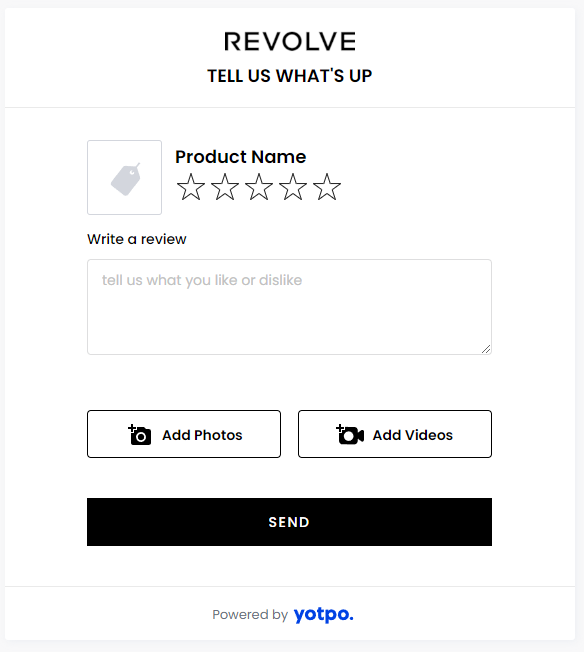 REVOLVE
TELL US WHAT'S UP
Product Name
Write a review
tell us what you like or dislike
Add Photos
Add Videos
SEND
Powered by yotpo.